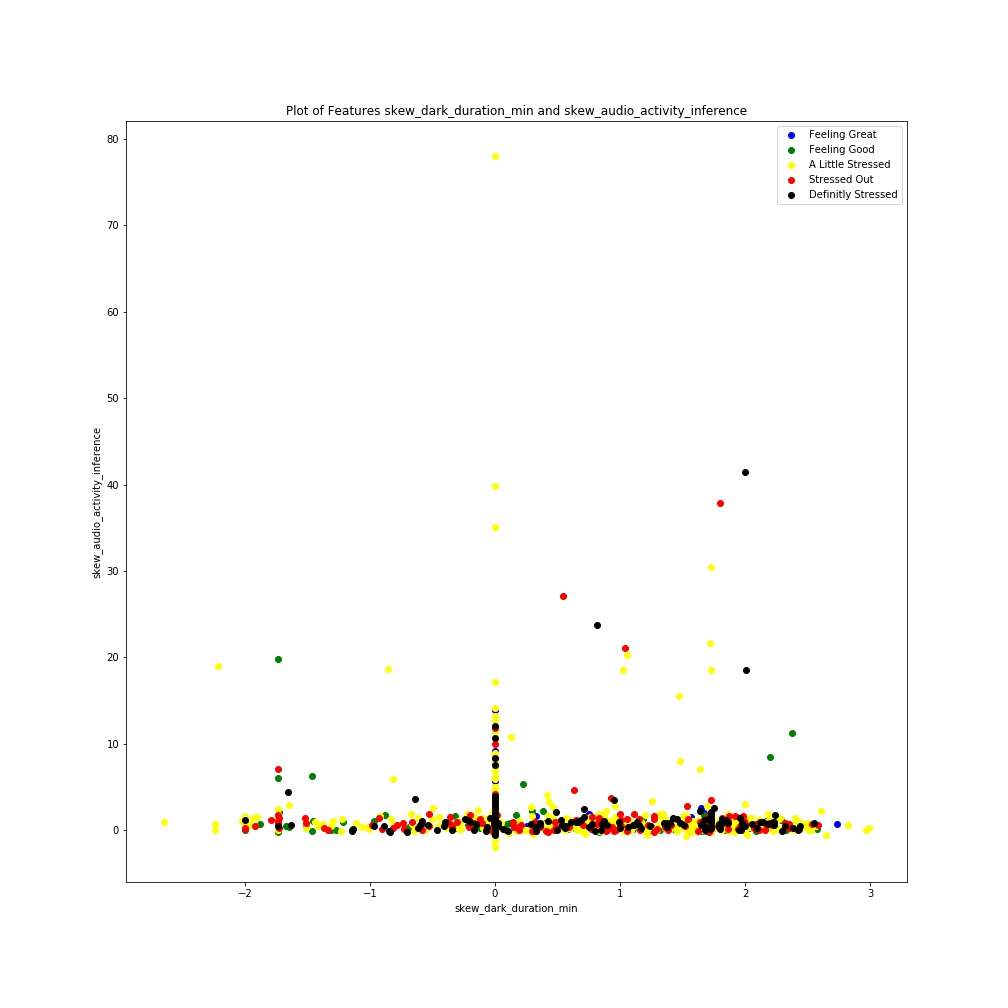 Plot of Features skew_dark_duration_min and skew_audio_activity_inference
Feeling Great
Feeling Good
A Little Stressed
Stressed Out
Definitly Stressed
80
70
60
50
40
30
20
10
0
skew_audio_activity_inference
−2
−1
0
1
2
3
skew_dark_duration_min